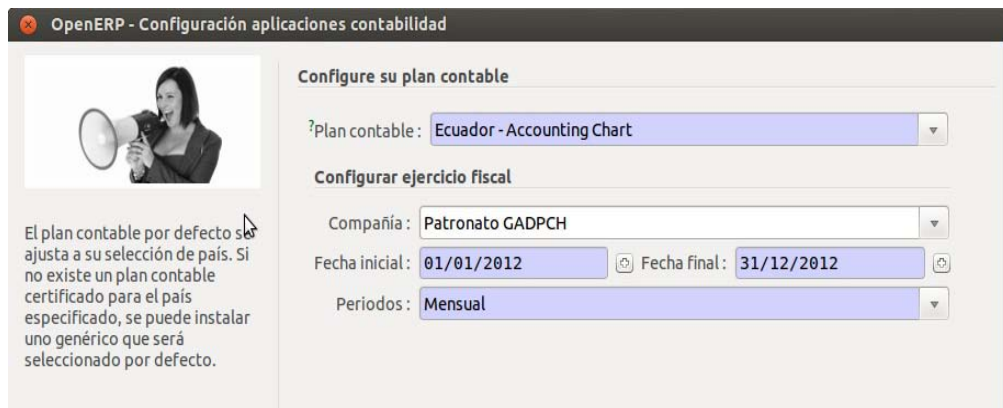 OpenERP - Configuración aplicaciones contabilidad
Configure su plan contable
?Plan contable : Ecuador - Accounting Chart
Configurar ejercicio fiscal
Compañía : Patronato GADPCH
Fecha inicial : 01/01/2012 Fecha final : 31/12/2012
Periodos : Mensual
El plan contable por defecto se
ajusta a su selección de país. Si
no existe un plan contable
certificado para el país
especificado, se puede instalar
uno genérico que será
seleccionado por defecto.